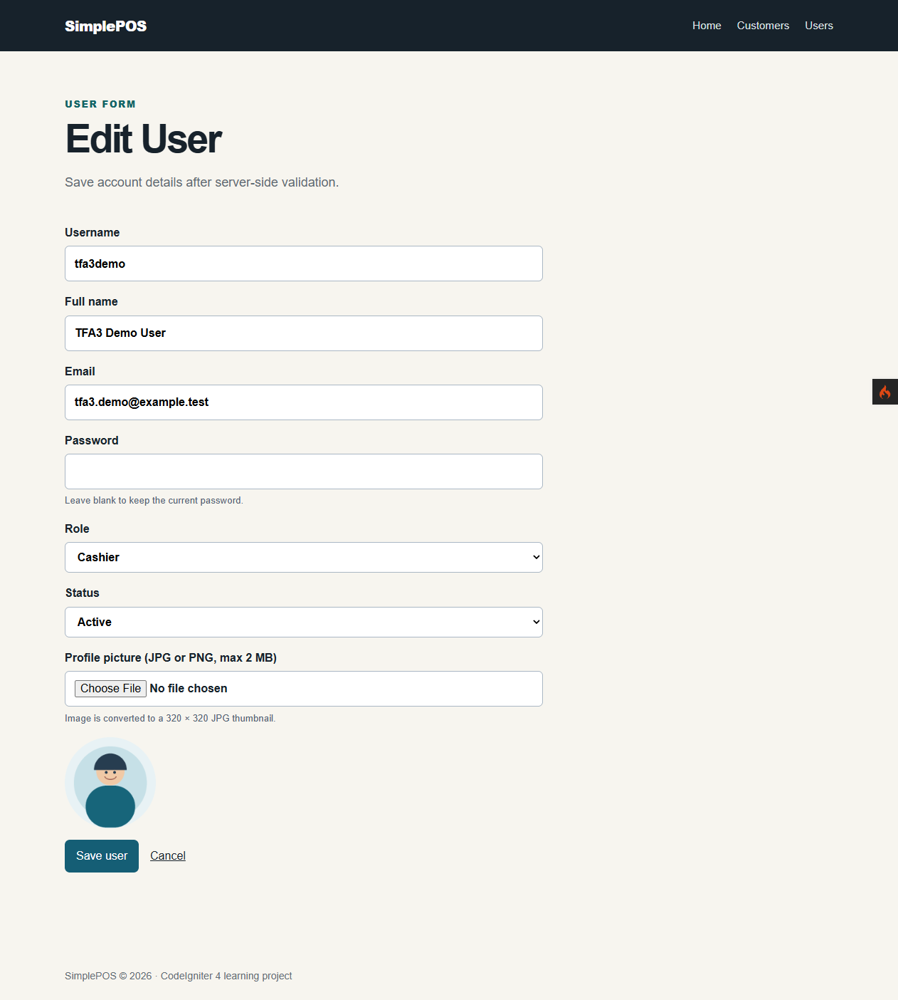 SimplePOS
Home Customers Users
USER FORM
Edit User
Save account details after server-side validation.
Username
tfa3demo
Full name
TFA3 Demo User
Email
tfa3.demo@example.test
Password
Leave blank to keep the current password.
Role
Cashier
Status
Active
Profile picture (JPG or PNG, max 2 MB)
Choose File No file chosen
Image is converted to a 320 × 320 JPG thumbnail.
Save user Cancel
SimplePOS © 2026 · CodeIgniter 4 learning project